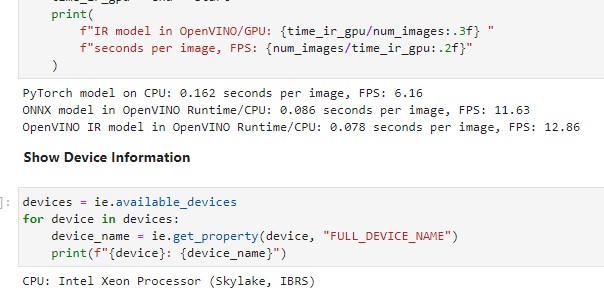 print(
f"IR model in OpenVINO/GPU: {time_ir_gpu/num_images:.3f} "
f"seconds per image, FPS: {num_images/time_ir_gpu:.2f}"
)
PyTorch model on CPU: 0.162 seconds per image, FPS: 6.16
ONNX model in OpenVINO Runtime/CPU: 0.086 seconds per image, FPS: 11.63
OpenVINO IR model in OpenVINO Runtime/CPU: 0.078 seconds per image, FPS: 12.86
Show Device Information
]: devices = ie.available_devices
for device in devices:
device_name = ie.get_property(device, "FULL_DEVICE_NAME")
print(f"{device}: {device_name}")
CPU: Intel Xeon Processor (Skylake, IBRS)